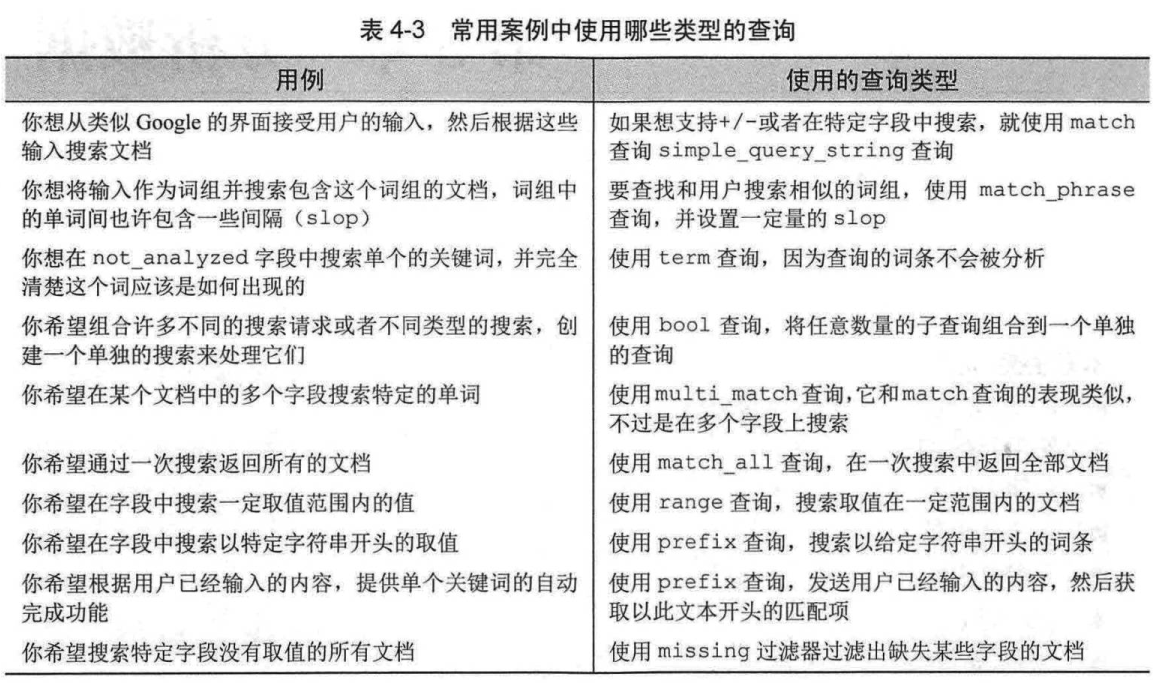 表 4-3 常用案例中使用哪些类型的查询
用例
使用的查询类型
你想从类似 Google 的界面接受用户的输入，然后根据这些
输入搜索文档
如果想支持+/-或者在特定字段中搜索，就使用 match
查询 simple_query_string 查询
你想将输入作为词组并搜索包含这个词组的文档，词组中
的单词间也许包含一些间隔（slop）
要查找和用户搜索相似的词组，使用 match_phrase
查询，并设置一定量的 slop
你想在 not_analyzed 字段中搜索单个的关键词，并完全
清楚这个词应该是如何出现的
使用 term 查询，因为查询的词条不会被分析
你希望组合许多不同的搜索请求或者不同类型的搜索，创
建一个单独的搜索来处理它们
使用 bool 查询，将任意数量的子查询组合到一个单独
的查询
你希望在某个文档中的多个字段搜索特定的单词
使用multi_match查询，它和match查询的表现类似，
不过是在多个字段上搜索
你希望通过一次搜索返回所有的文档
使用 match_all 查询，在一次搜索中返回全部文档
你希望在字段中搜索一定取值范围内的值
使用 range 查询，搜索取值在一定范围内的文档
你希望在字段中搜索以特定字符串开头的取值
使用 prefix 查询，搜索以给定字符串开头的词条
你希望根据用户已经输入的内容，提供单个关键词的自动
完成功能
使用 prefix 查询，发送用户已经输入的内容，然后获
取以此文本开头的匹配项
你希望搜索特定字段没有取值的所有文档
使用 missing 过滤器过滤出缺失某些字段的文档